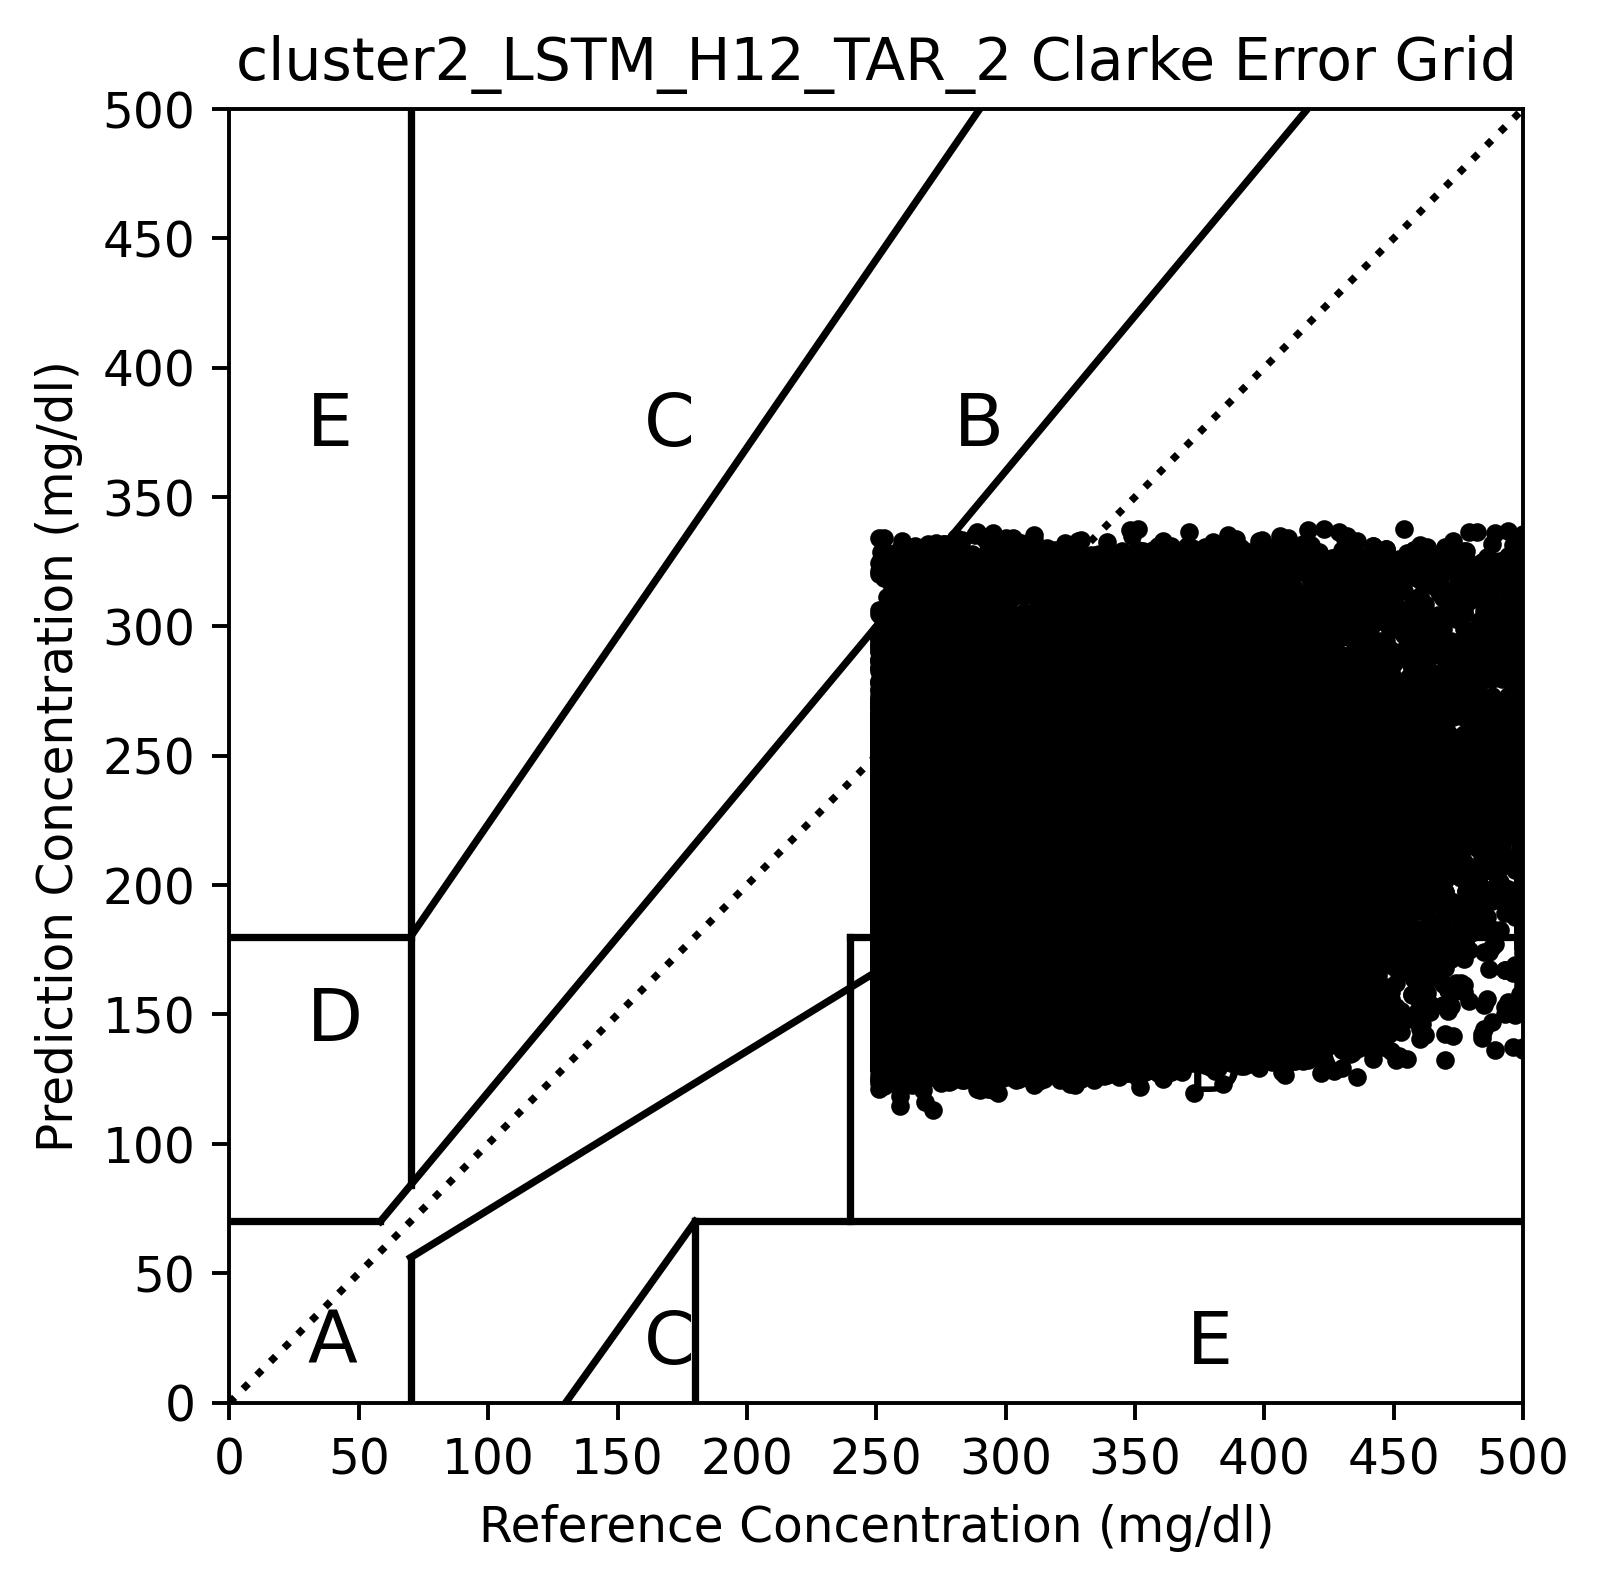 cluster2_LSTM_H12_TAR_2 Clarke Error Grid
500
450
400
350
300
250
200
150
100
50
0
Prediction Concentration (mg/dl)
E
C
B
D
A
C
E
0 50 100 150 200 250 300 350 400 450 500
Reference Concentration (mg/dl)